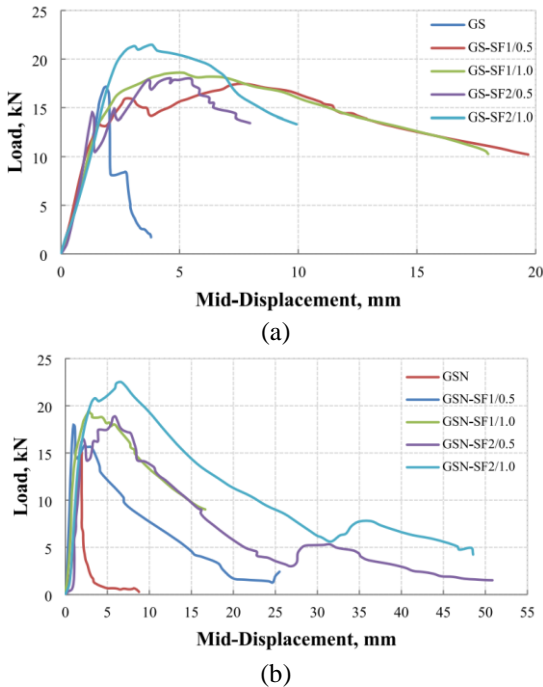 25
20
15
10
5
0
Load, kN
GS
GS-SF1/0.5
GS-SF1/1.0
GS-SF2/0.5
GS-SF2/1.0
0 5 10 15 20
Mid-Displacement, mm
(a)
25
20
15
10
5
0
Load, kN
GSN
GSN-SF1/0.5
GSN-SF1/1.0
GSN-SF2/0.5
GSN-SF2/1.0
0 5 10 15 20 25 30 35 40 45 50 55
Mid-Displacement, mm
(b)